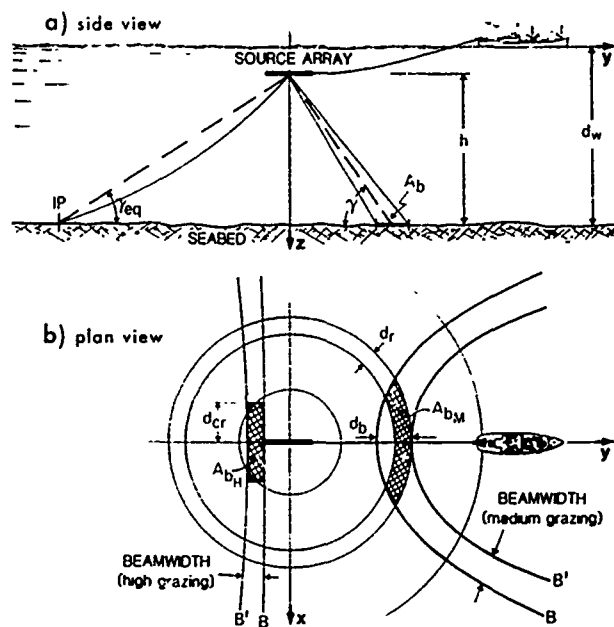 a) side view
SOURCE ARRAY
y
h
d_w
A_b
γ
IP
γ_eq
SEABED
z
b) plan view
d_r
d_cr
d_b
A_bM
A_bH
y
BEAMWIDTH
(medium grazing)
BEAMWIDTH
(high grazing)
B'
B
B'
B
x